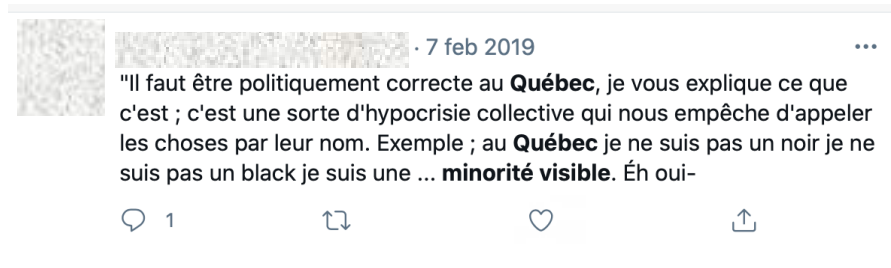 · 7 feb 2019
"Il faut être politiquement correcte au Québec, je vous explique ce que
c'est ; c'est une sorte d'hypocrisie collective qui nous empêche d'appeler
les choses par leur nom. Exemple ; au Québec je ne suis pas un noir je ne
suis pas un black je suis une ... minorité visible. Éh oui-
1